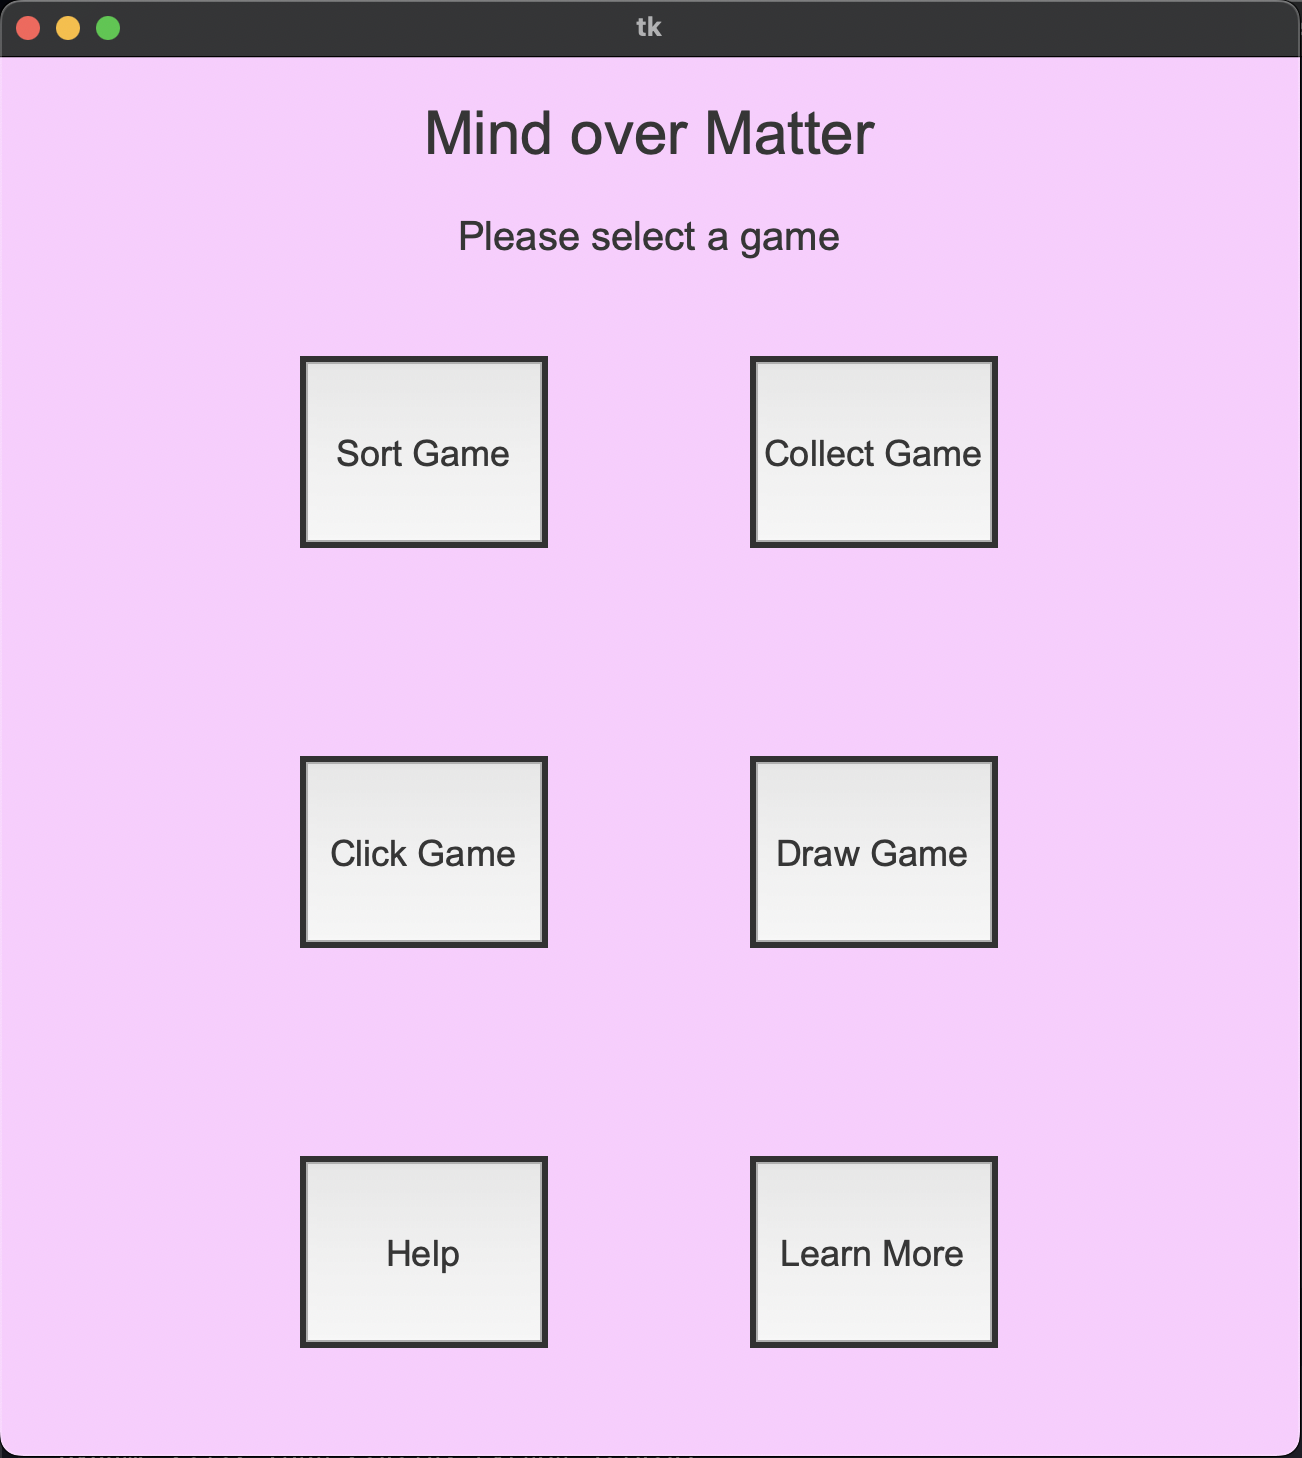 tk
Mind over Matter
Please select a game
Sort Game
Collect Game
Click Game
Draw Game
Help
Learn More